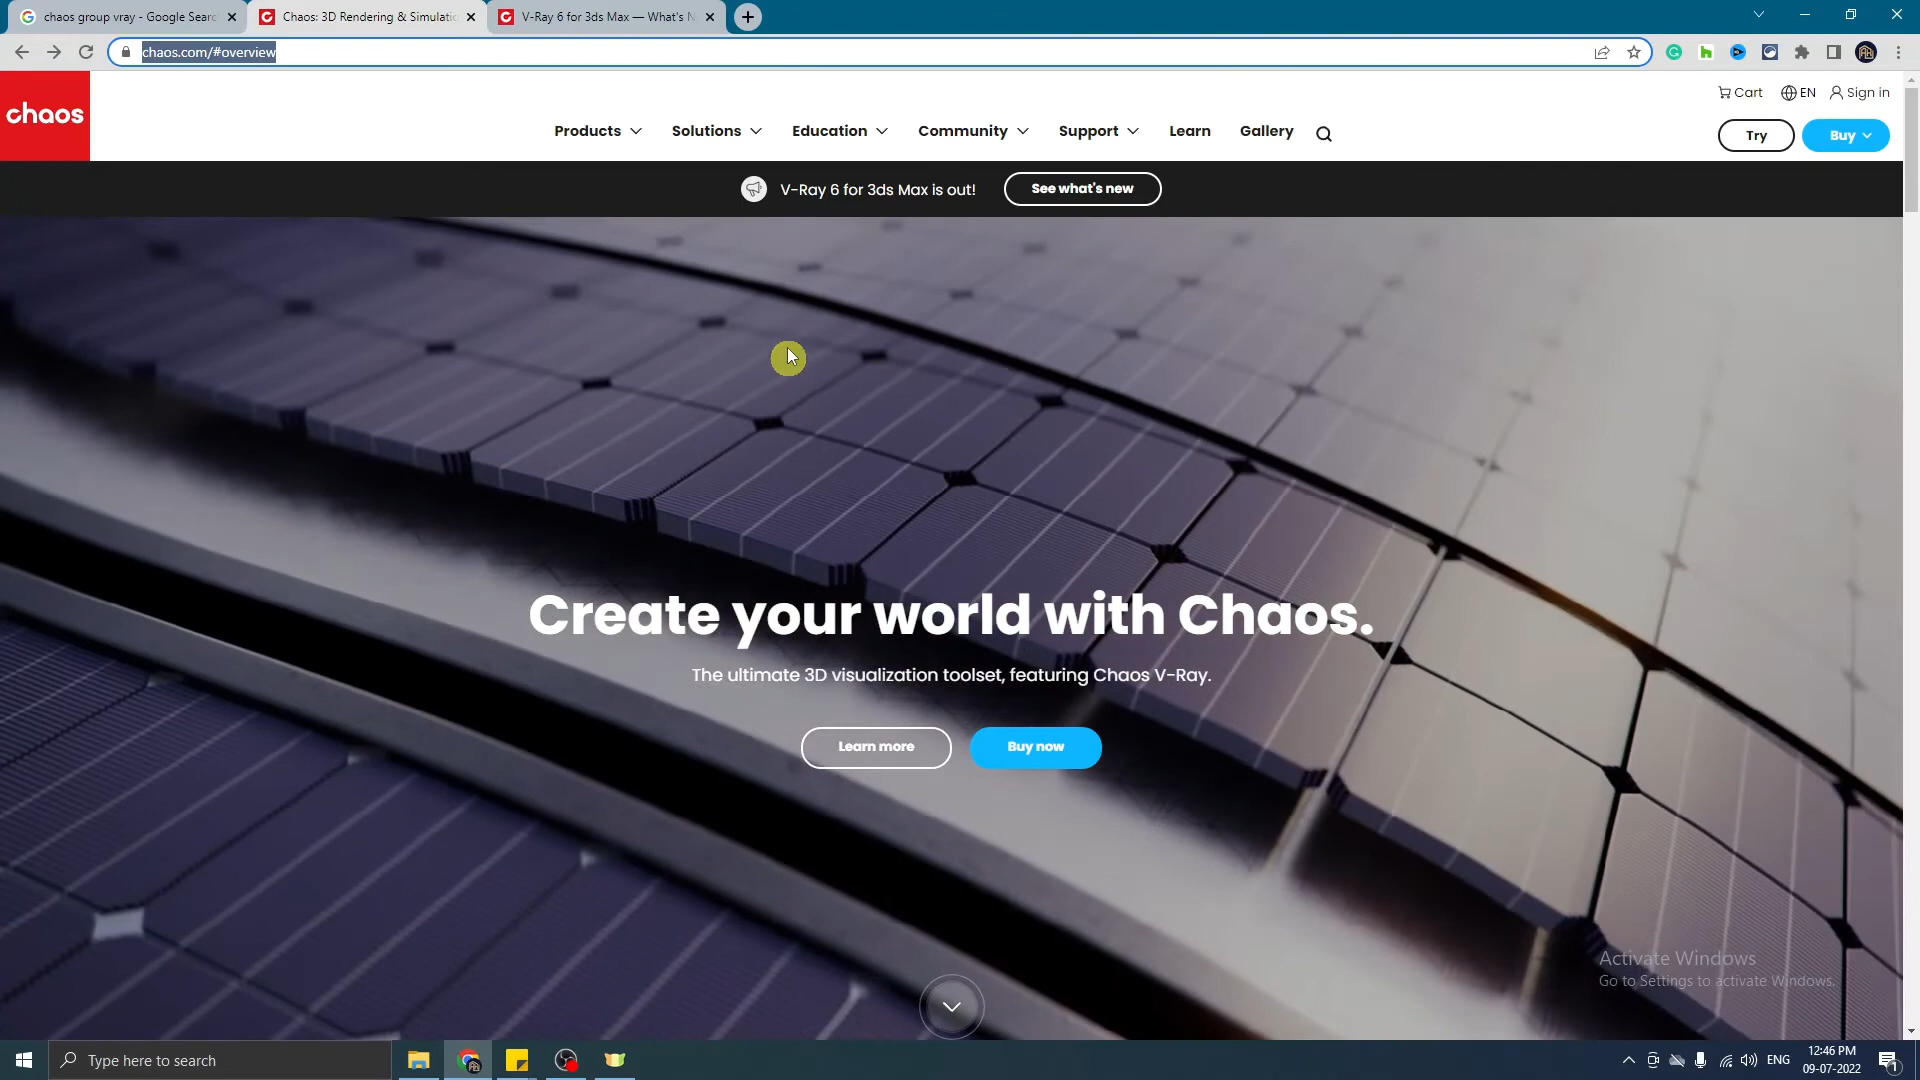 chaos group vray - Google Searc
Chaos: 3D Rendering & Simulatio
V-Ray 6 for 3ds Max — What's N
chaos.com/#overview
chaos
Cart
EN
Sign in
Products
Solutions
Education
Community
Support
Learn
Gallery
Try
Buy
V-Ray 6 for 3ds Max is out!
See what's new
Create your world with Chaos.
The ultimate 3D visualization toolset, featuring Chaos V-Ray.
Learn more
Buy now
Activate Windows
Go to Settings to activate Windows.
Type here to search
ENG
12:46 PM
09-07-2022
1